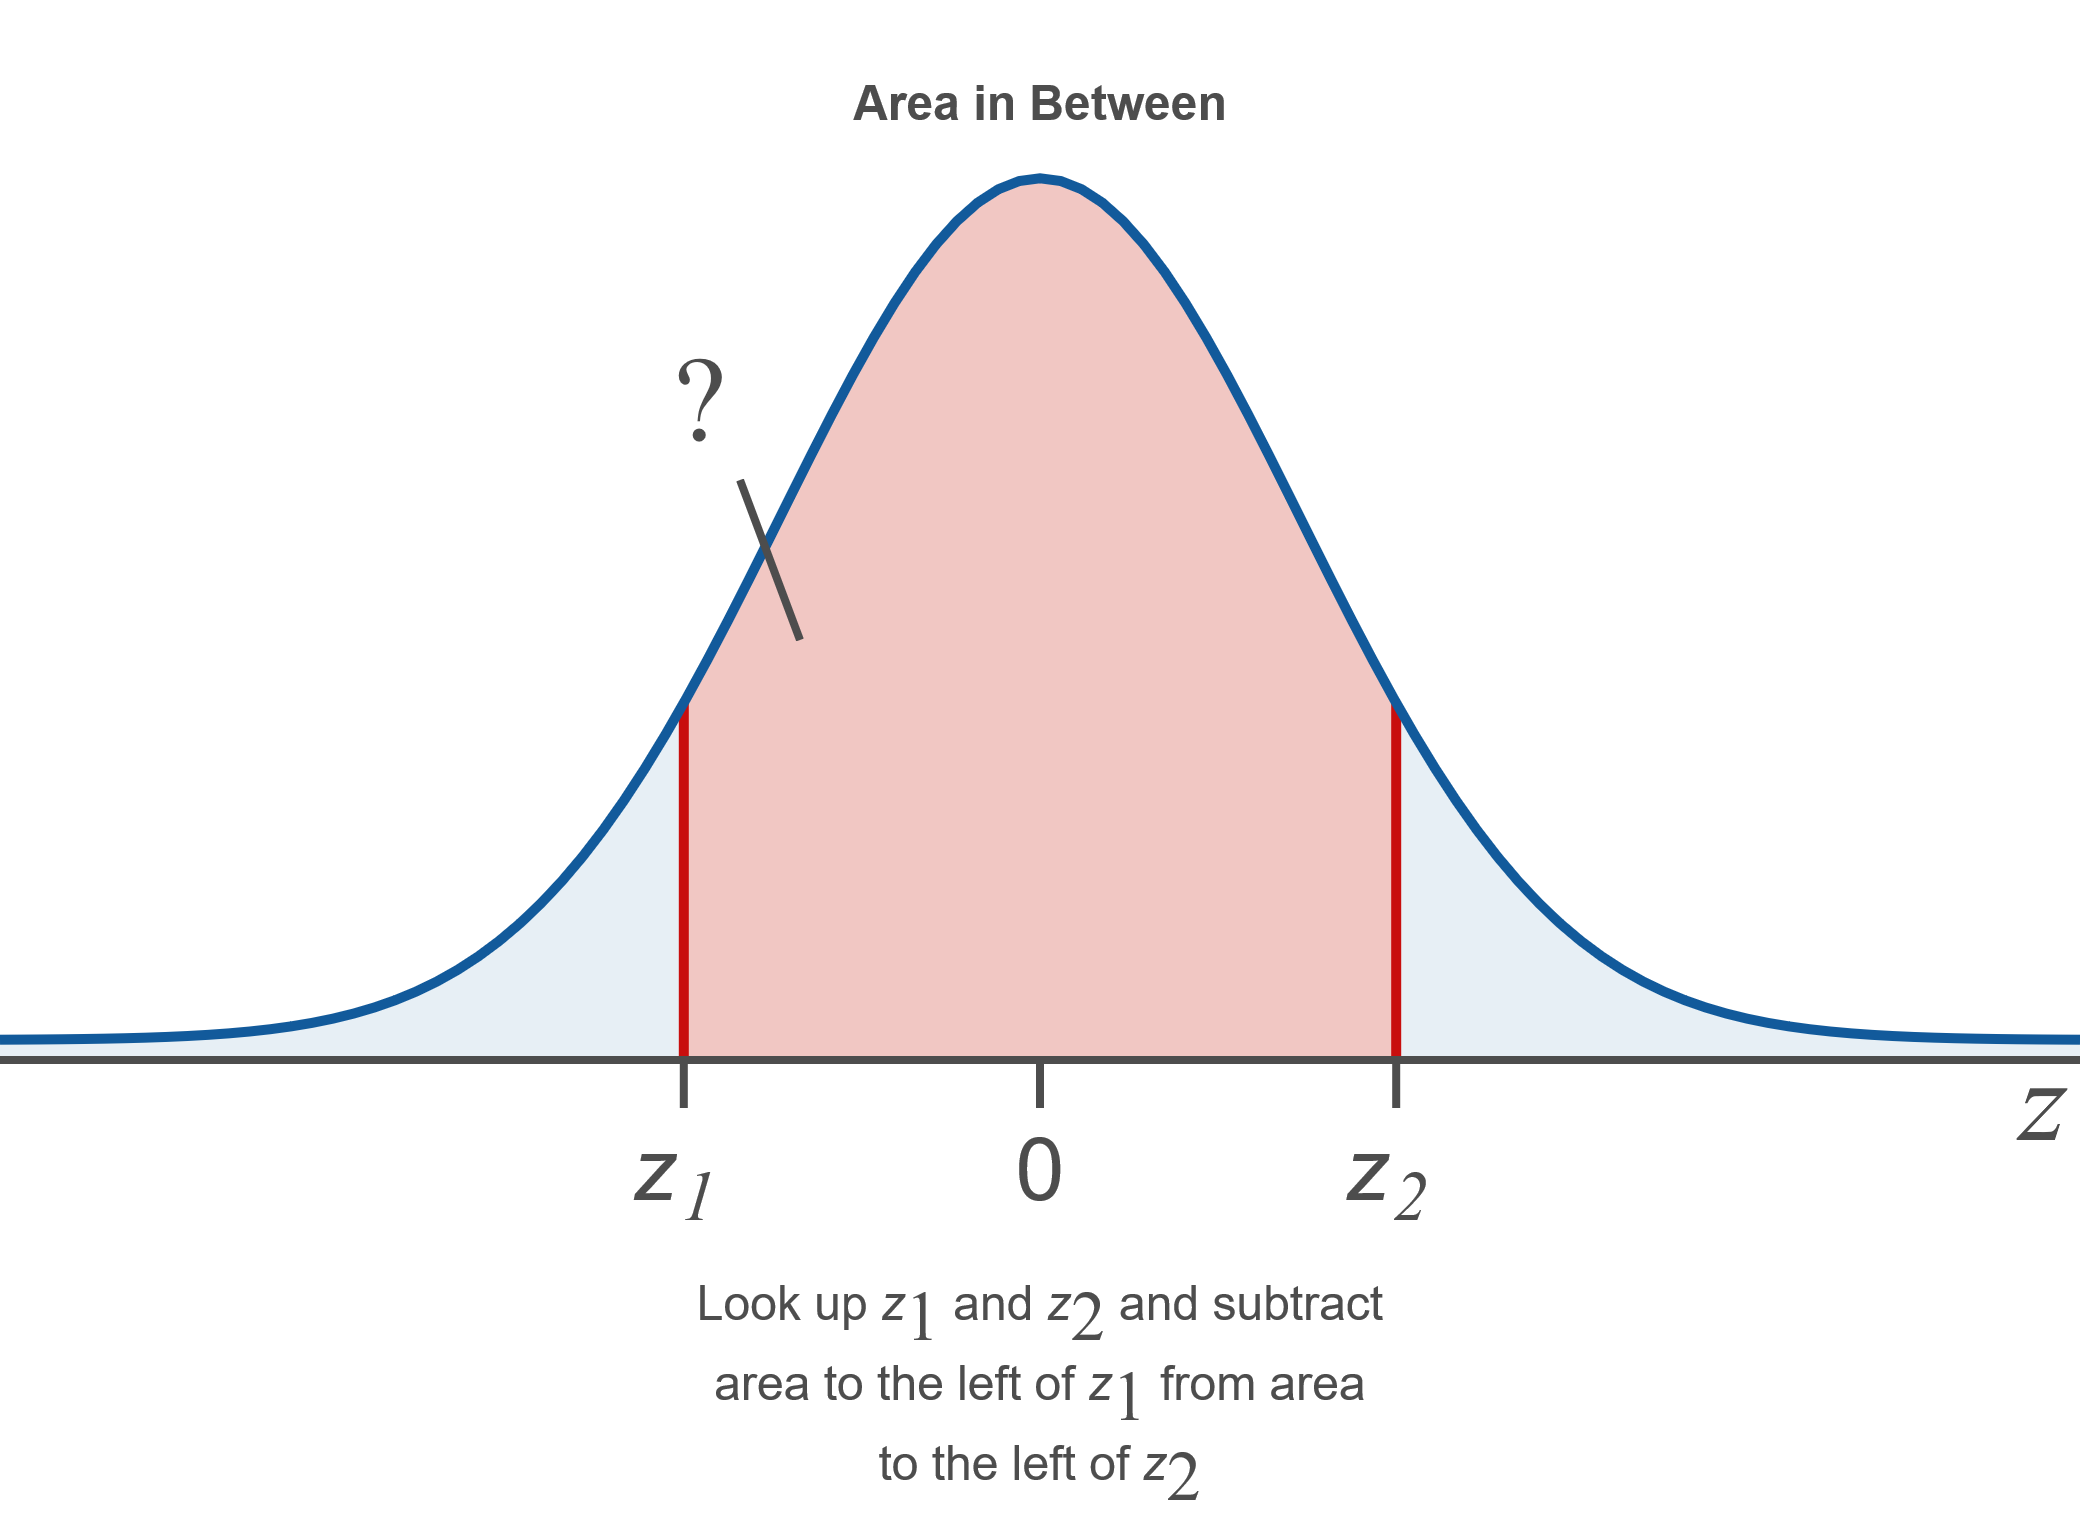 Area in Between
?
z
z1 0 z2
Look up z1 and z2 and subtract
area to the left of z1 from area
to the left of z2